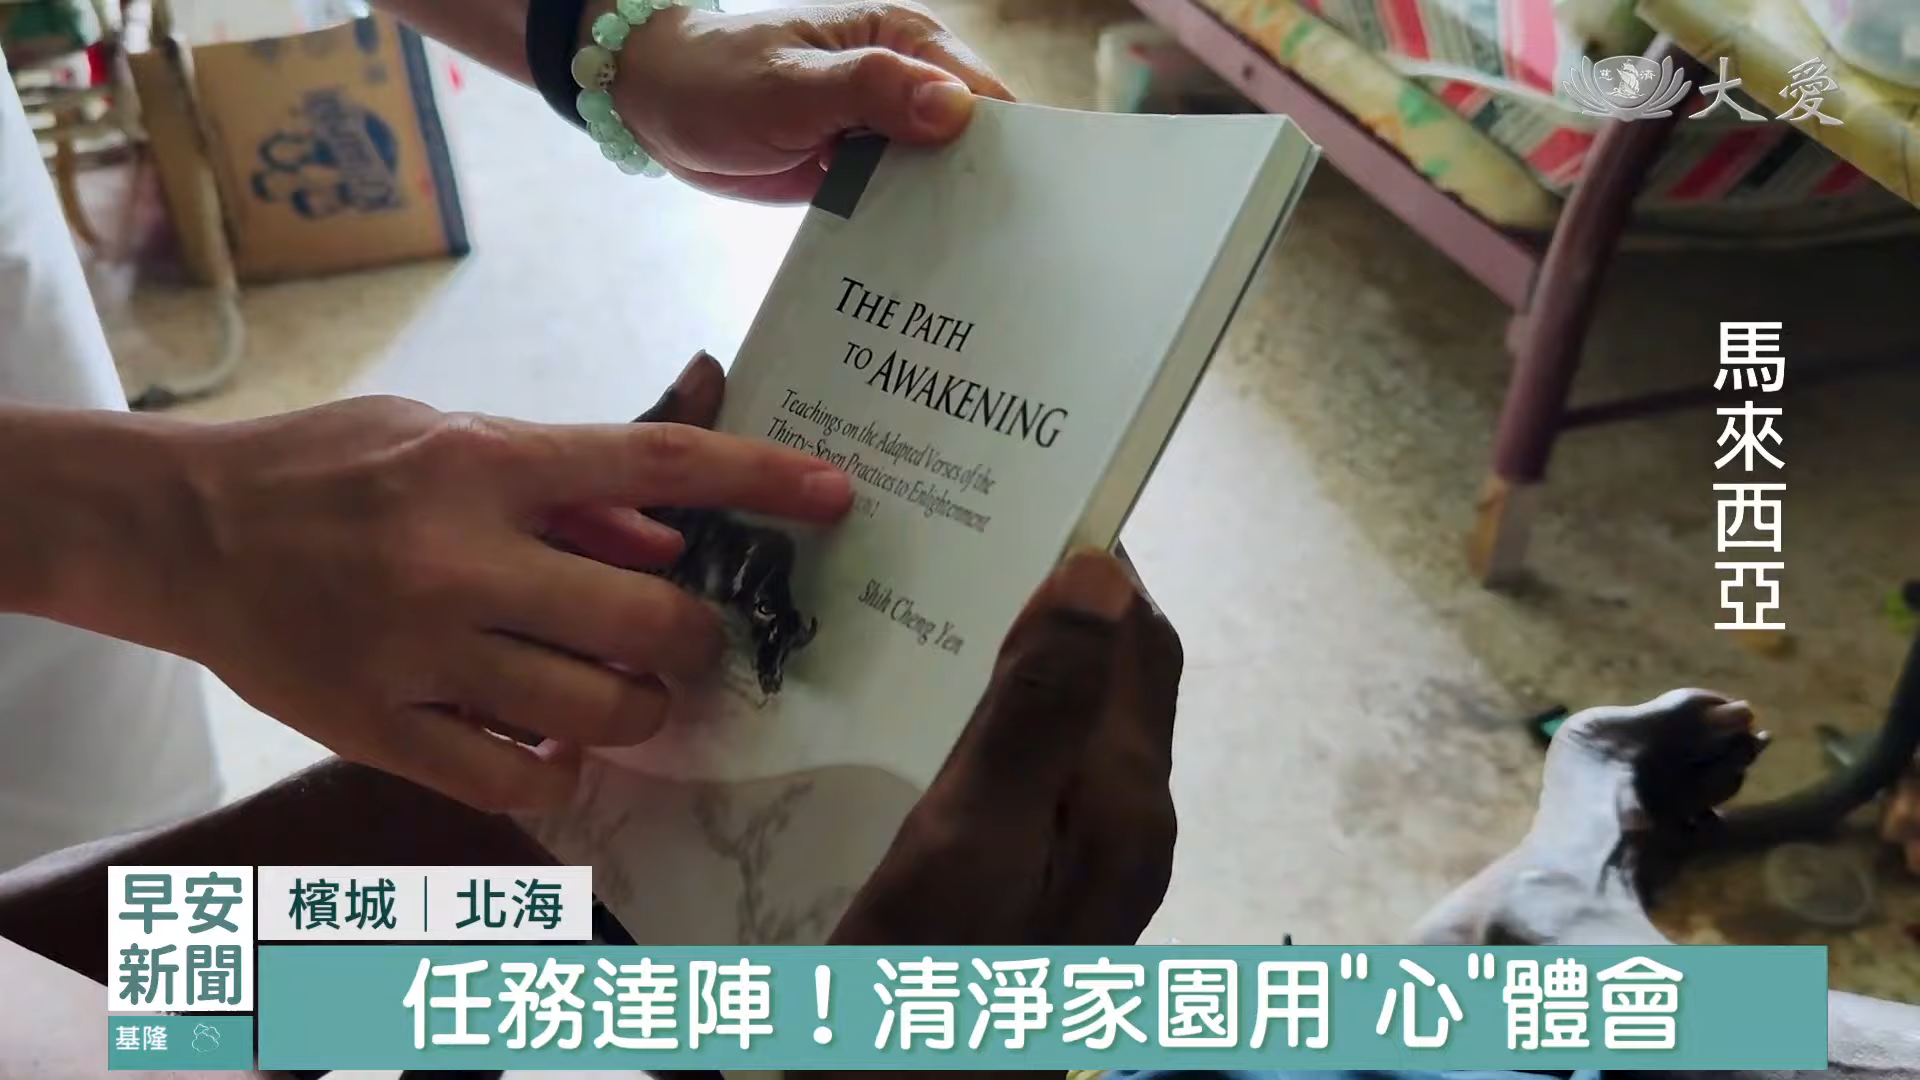 慈濟
大愛
馬來西亞
THE PATH
TO AWAKENING
Teachings on the Adapted Verses of the
Thirty-Seven Practices to Enlightenment
Shih Cheng Yen
早安
新聞
檳城｜北海
任務達陣！清淨家園用"心"體會
基隆